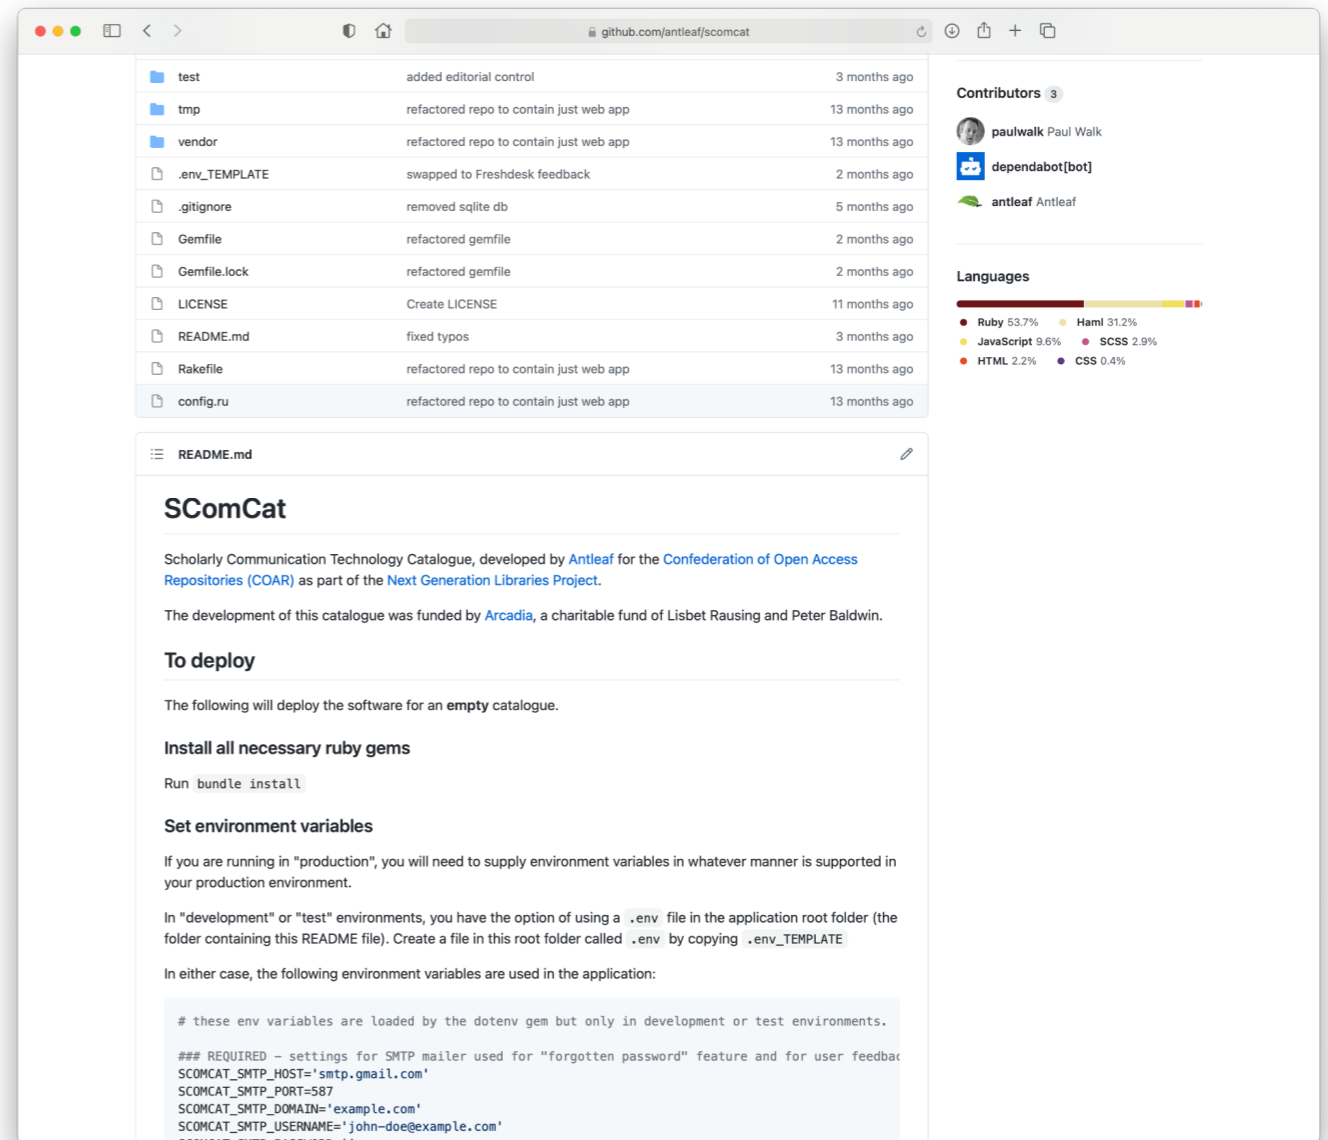 github.com/antleaf/scomcat
test added editorial control 3 months ago
tmp refactored repo to contain just web app 13 months ago
vendor refactored repo to contain just web app 13 months ago
.env_TEMPLATE swapped to Freshdesk feedback 2 months ago
.gitignore removed sqlite db 5 months ago
Gemfile refactored gemfile 2 months ago
Gemfile.lock refactored gemfile 2 months ago
LICENSE Create LICENSE 11 months ago
README.md fixed typos 3 months ago
Rakefile refactored repo to contain just web app 13 months ago
config.ru refactored repo to contain just web app 13 months ago
Contributors 3
paulwalk Paul Walk
dependabot[bot]
antleaf Antleaf
Languages
Ruby 53.7% Haml 31.2%
JavaScript 9.6% SCSS 2.9%
HTML 2.2% CSS 0.4%
README.md
SComCat
Scholarly Communication Technology Catalogue, developed by Antleaf for the Confederation of Open Access
Repositories (COAR) as part of the Next Generation Libraries Project.
The development of this catalogue was funded by Arcadia, a charitable fund of Lisbet Rausing and Peter Baldwin.
To deploy
The following will deploy the software for an empty catalogue.
Install all necessary ruby gems
Run bundle install
Set environment variables
If you are running in "production", you will need to supply environment variables in whatever manner is supported in
your production environment.
In "development" or "test" environments, you have the option of using a .env file in the application root folder (the
folder containing this README file). Create a file in this root folder called .env by copying .env_TEMPLATE
In either case, the following environment variables are used in the application:
# these env variables are loaded by the dotenv gem but only in development or test environments.
### REQUIRED – settings for SMTP mailer used for "forgotten password" feature and for user feedbac
SCOMCAT_SMTP_HOST='smtp.gmail.com'
SCOMCAT_SMTP_PORT=587
SCOMCAT_SMTP_DOMAIN='example.com'
SCOMCAT_SMTP_USERNAME='john-doe@example.com'